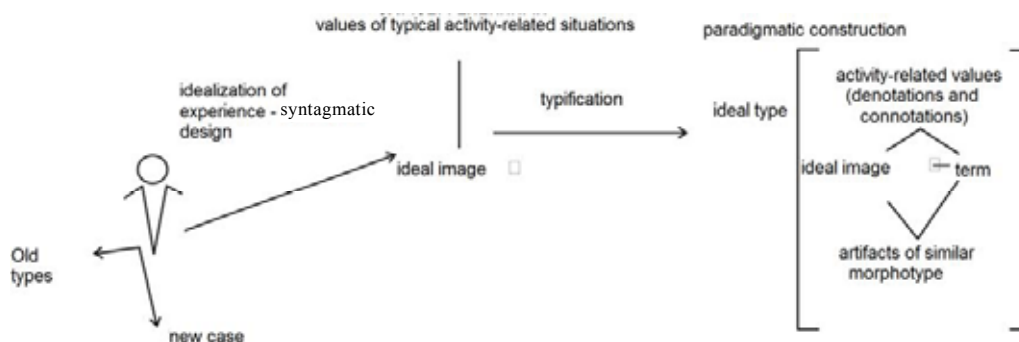 values of typical activity-related situations
paradigmatic construction
idealization of
experience - syntagmatic
design
typification
ideal type
activity-related values
(denotations and
connotations)
ideal image
ideal image
term
artifacts of similar
morphotype
Old
types
new case